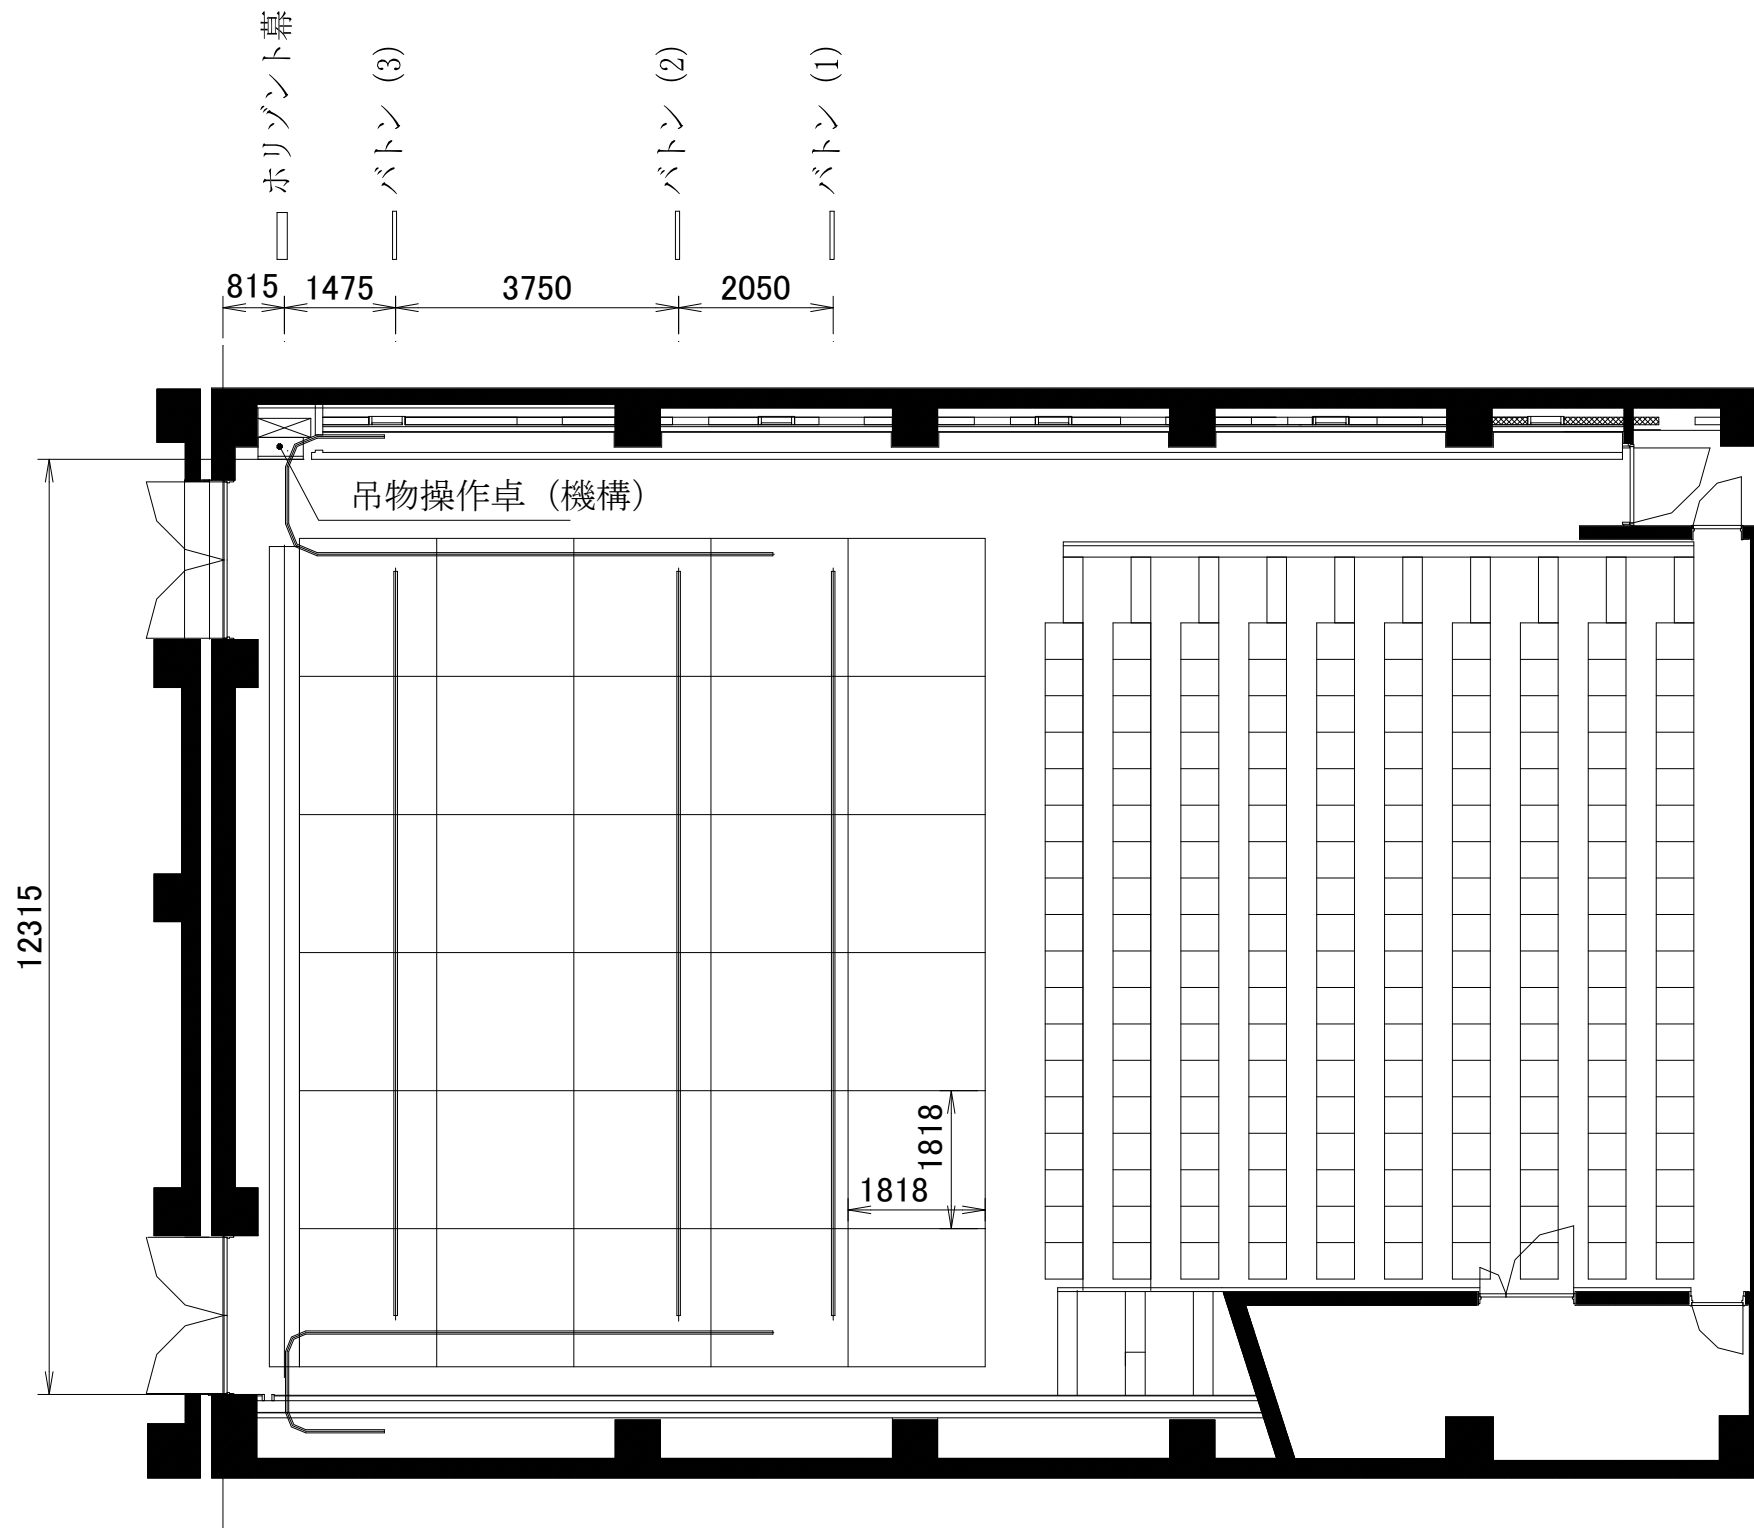 ホリゾント幕
バトン (3)
バトン (2)
バトン (1)
815
1475
3750
2050
吊物操作卓（機構）
12315
1818
1818